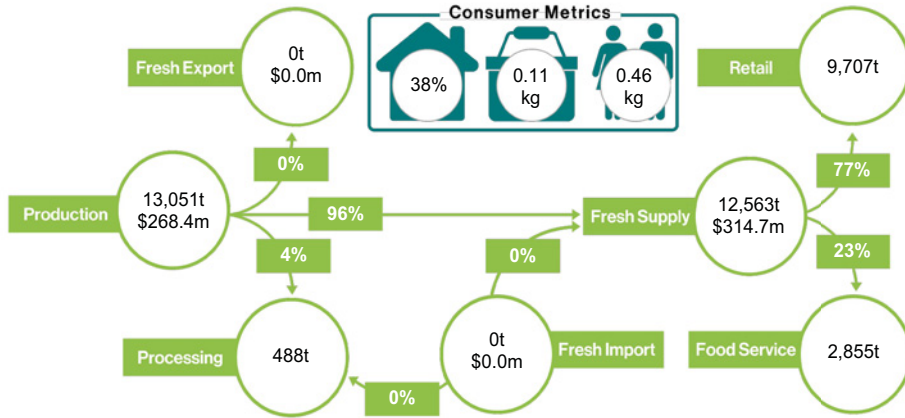 Consumer Metrics
0t
$0.0m
Fresh Export
38%
0.11
kg
0.46
kg
Retail
9,707t
0%
77%
Production
13,051t
$268.4m
96%
Fresh Supply
12,563t
$314.7m
4%
0%
23%
Processing
488t
0t
$0.0m
Fresh Import
Food Service
2,855t
0%